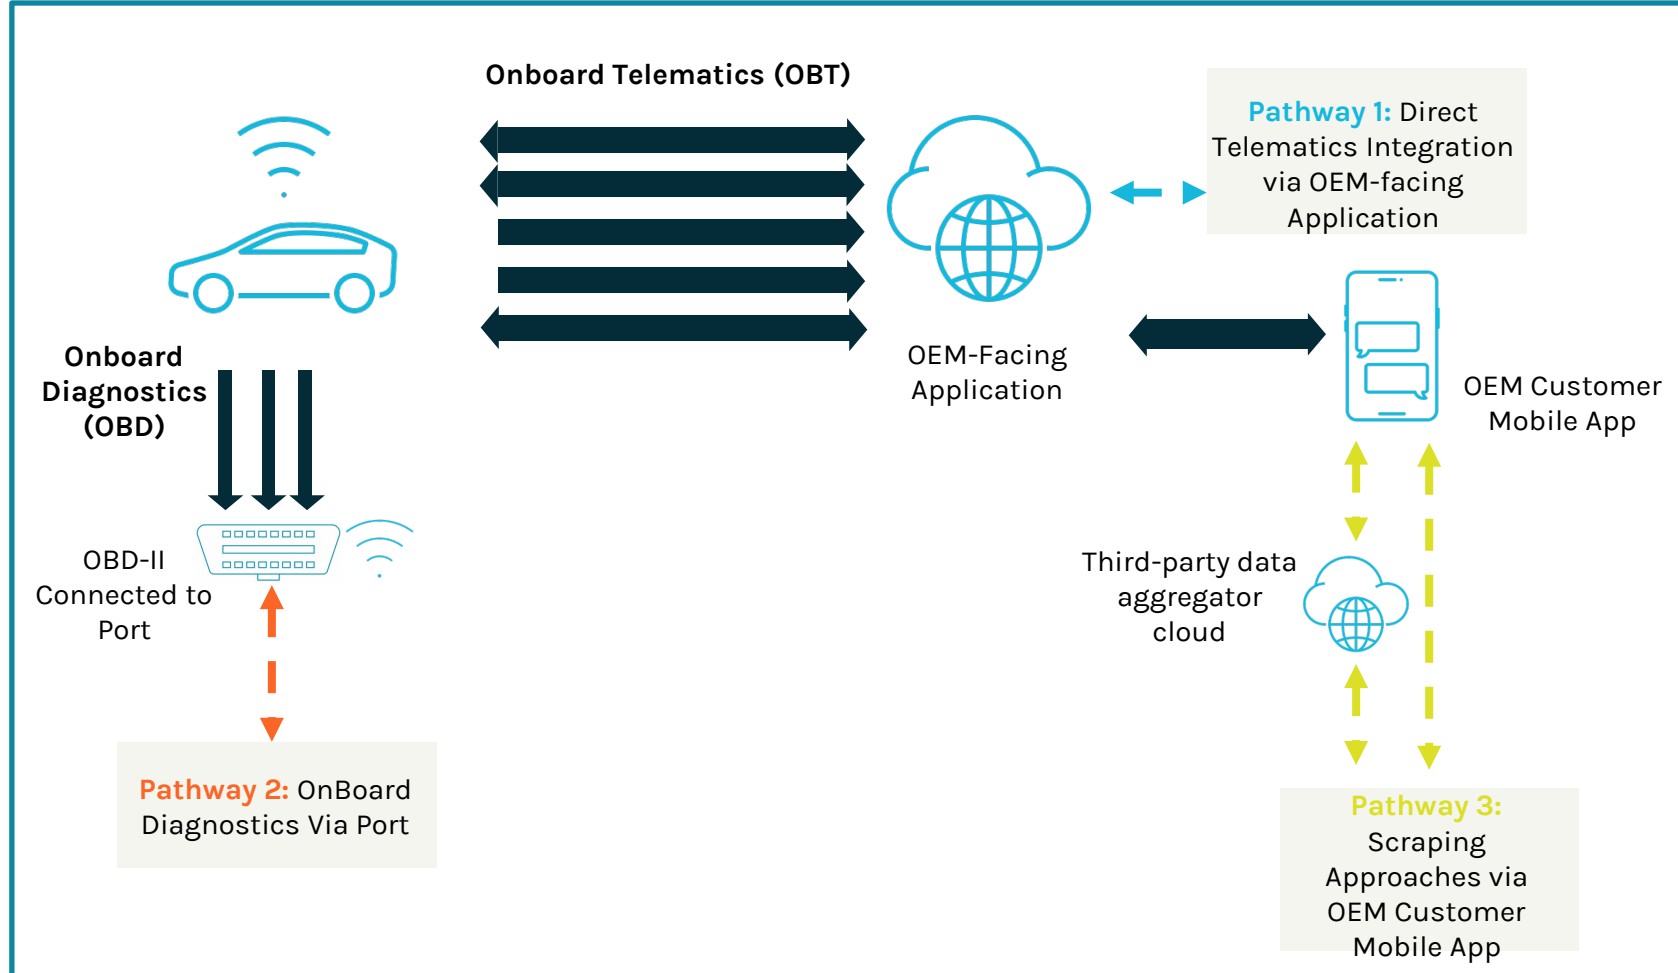 Onboard Telematics (OBT)
Pathway 1: Direct
Telematics Integration
via OEM-facing
Application
Onboard
Diagnostics
(OBD)
OEM-Facing
Application
OEM Customer
Mobile App
OBD-II
Connected to
Port
Third-party data
aggregator
cloud
Pathway 2: OnBoard
Diagnostics Via Port
Pathway 3:
Scraping
Approaches via
OEM Customer
Mobile App